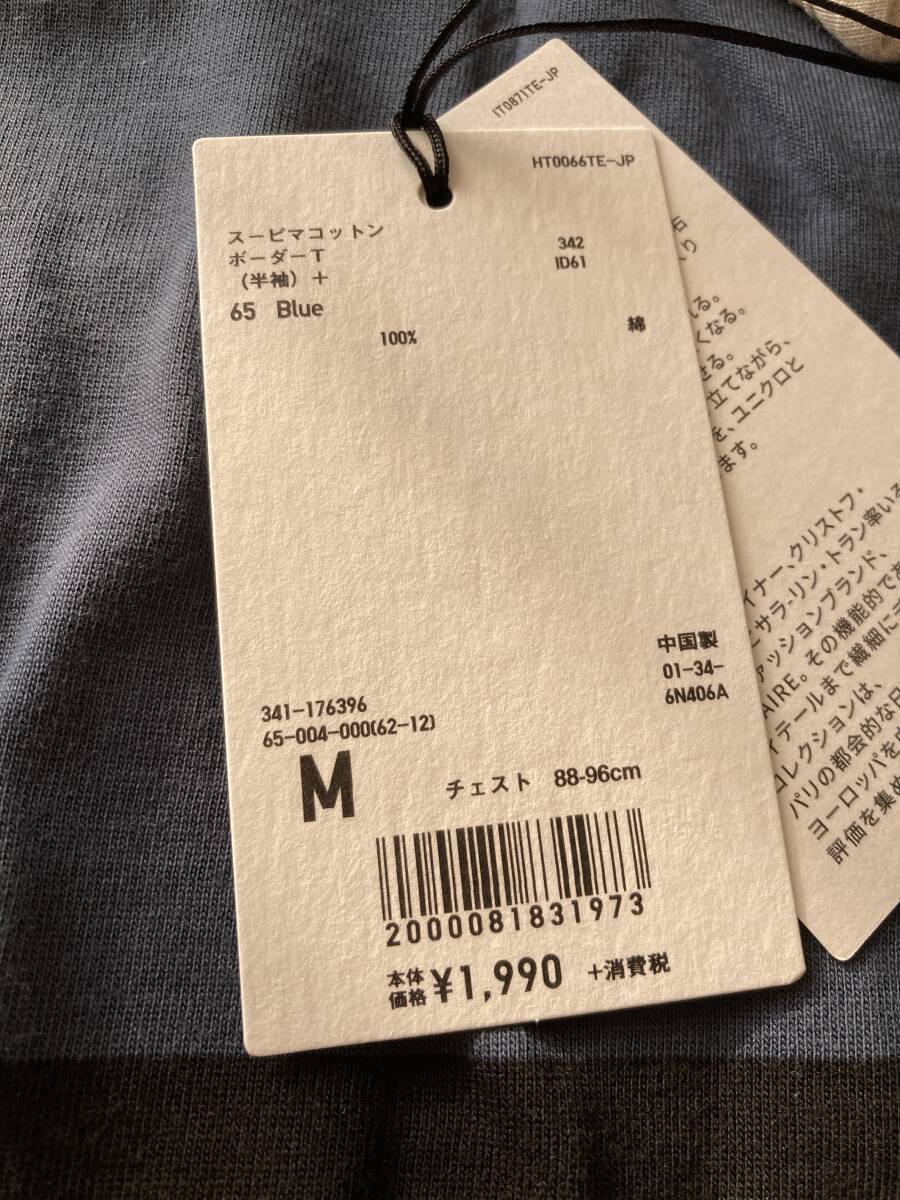 IT0871TE-JP
HT0066TE-JP
スーピマコットン
ボーダーT
(半袖)+
342
ID61
65 Blue
100% 綿
中国製
01-34-
6N406A
341-176396
65-004-000(62-12)
M
チェスト 88-96cm
2000081831973
本体
価格 ¥1,990 +消費税
る。
くなる。
せる。
立てながら、
を、ユニクロと
ます。
イナー、クリストフ・
とサラ-リン・トラン率いる
ァッションブランド、
AIRE。その機能的で
ィテールまで繊細に
コレクションは、
パリの都会的な日
ヨーロッパを
評価を集め